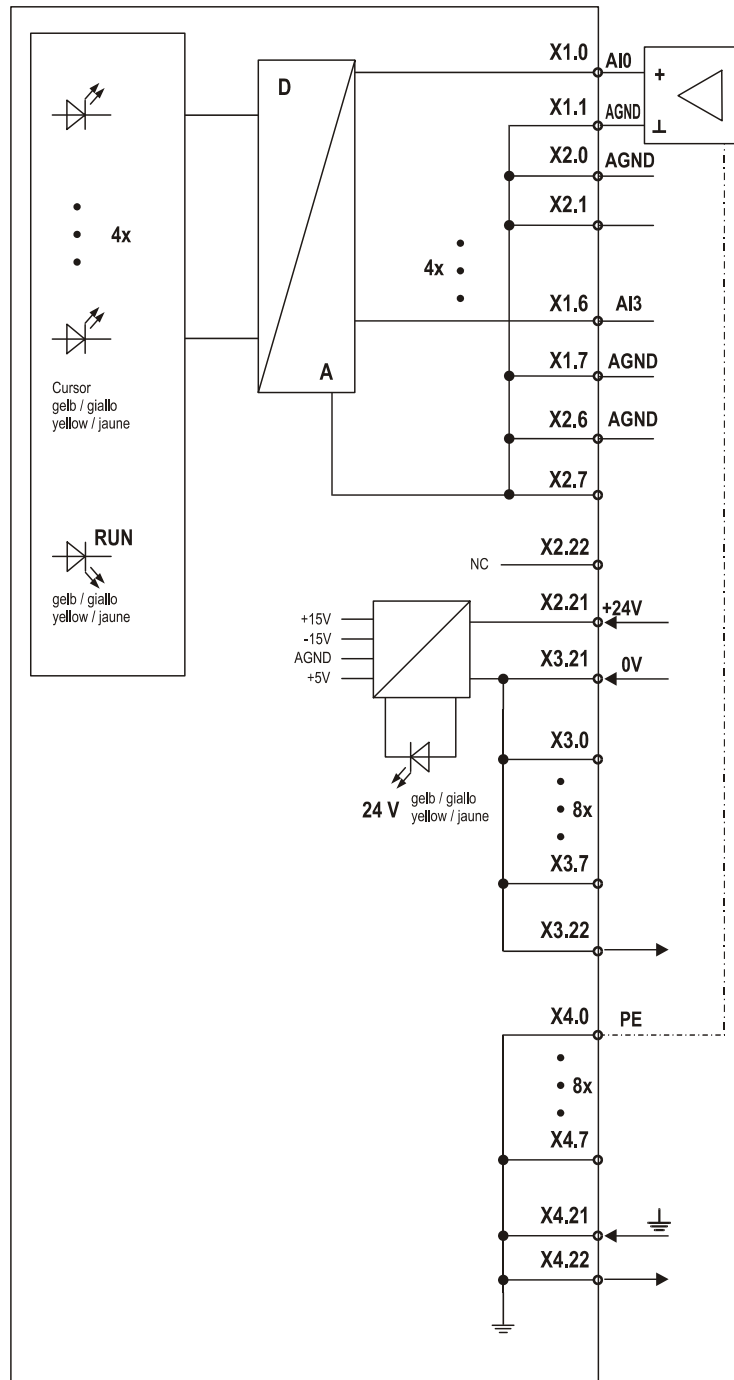 X1.0 AI0
+
D
X1.1 AGND
⊥
X2.0 AGND
X2.1
4x
4x
X1.6 AI3
A
X1.7 AGND
Cursor
gelb / giallo
yellow / jaune
X2.6 AGND
X2.7
RUN
X2.22
NC
gelb / giallo
yellow / jaune
X2.21 +24V
+15V
-15V
AGND
+5V
X3.21 0V
X3.0
24 V
gelb / giallo
yellow / jaune
8x
X3.7
X3.22
X4.0 PE
8x
X4.7
X4.21
X4.22